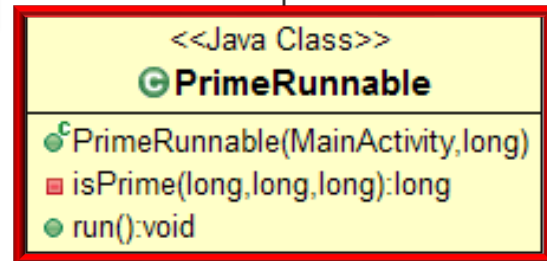 <<Java Class>>
PrimeRunnable
PrimeRunnable(MainActivity,long)
isPrime(long,long,long):long
run():void